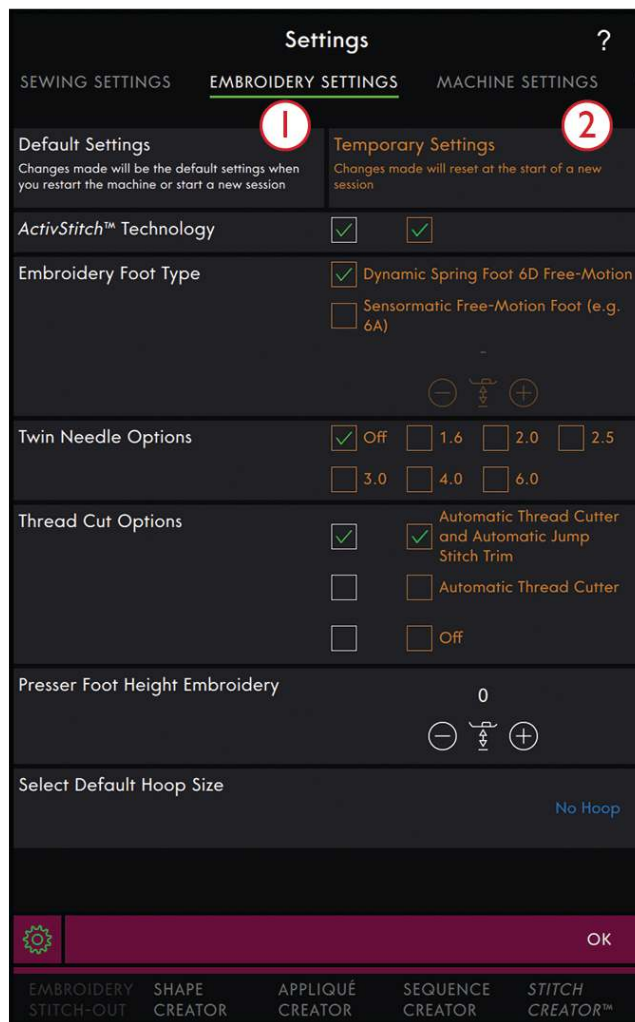 Settings
?
SEWING SETTINGS EMBROIDERY SETTINGS MACHINE SETTINGS
1 2
Default Settings
Changes made will be the default settings when
you restart the machine or start a new session
Temporary Settings
Changes made will reset at the start of a new
session
ActivStitch™ Technology
Embroidery Foot Type
Dynamic Spring Foot 6D Free-Motion
Sensormatic Free-Motion Foot (e.g.
6A)
-
Twin Needle Options
Off 1.6 2.0 2.5
3.0 4.0 6.0
Thread Cut Options
Automatic Thread Cutter
and Automatic Jump
Stitch Trim
Automatic Thread Cutter
Off
Presser Foot Height Embroidery
0
Select Default Hoop Size
No Hoop
OK
EMBROIDERY
STITCH-OUT
SHAPE
CREATOR
APPLIQUÉ
CREATOR
SEQUENCE
CREATOR
STITCH
CREATOR™